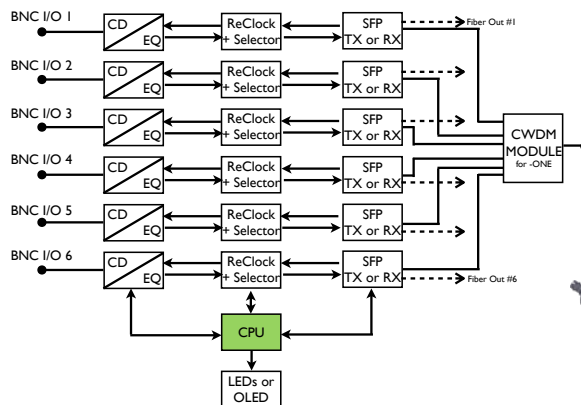 BNC I/O 1
CD
EQ
ReClock
+ Selector
SFP
TX or RX
Fiber Out #1
BNC I/O 2
CD
EQ
ReClock
+ Selector
SFP
TX or RX
BNC I/O 3
CD
EQ
ReClock
+ Selector
SFP
TX or RX
CWDM
MODULE
for -ONE
BNC I/O 4
CD
EQ
ReClock
+ Selector
SFP
TX or RX
BNC I/O 5
CD
EQ
ReClock
+ Selector
SFP
TX or RX
BNC I/O 6
CD
EQ
ReClock
+ Selector
SFP
TX or RX
Fiber Out #6
CPU
LEDs or
OLED